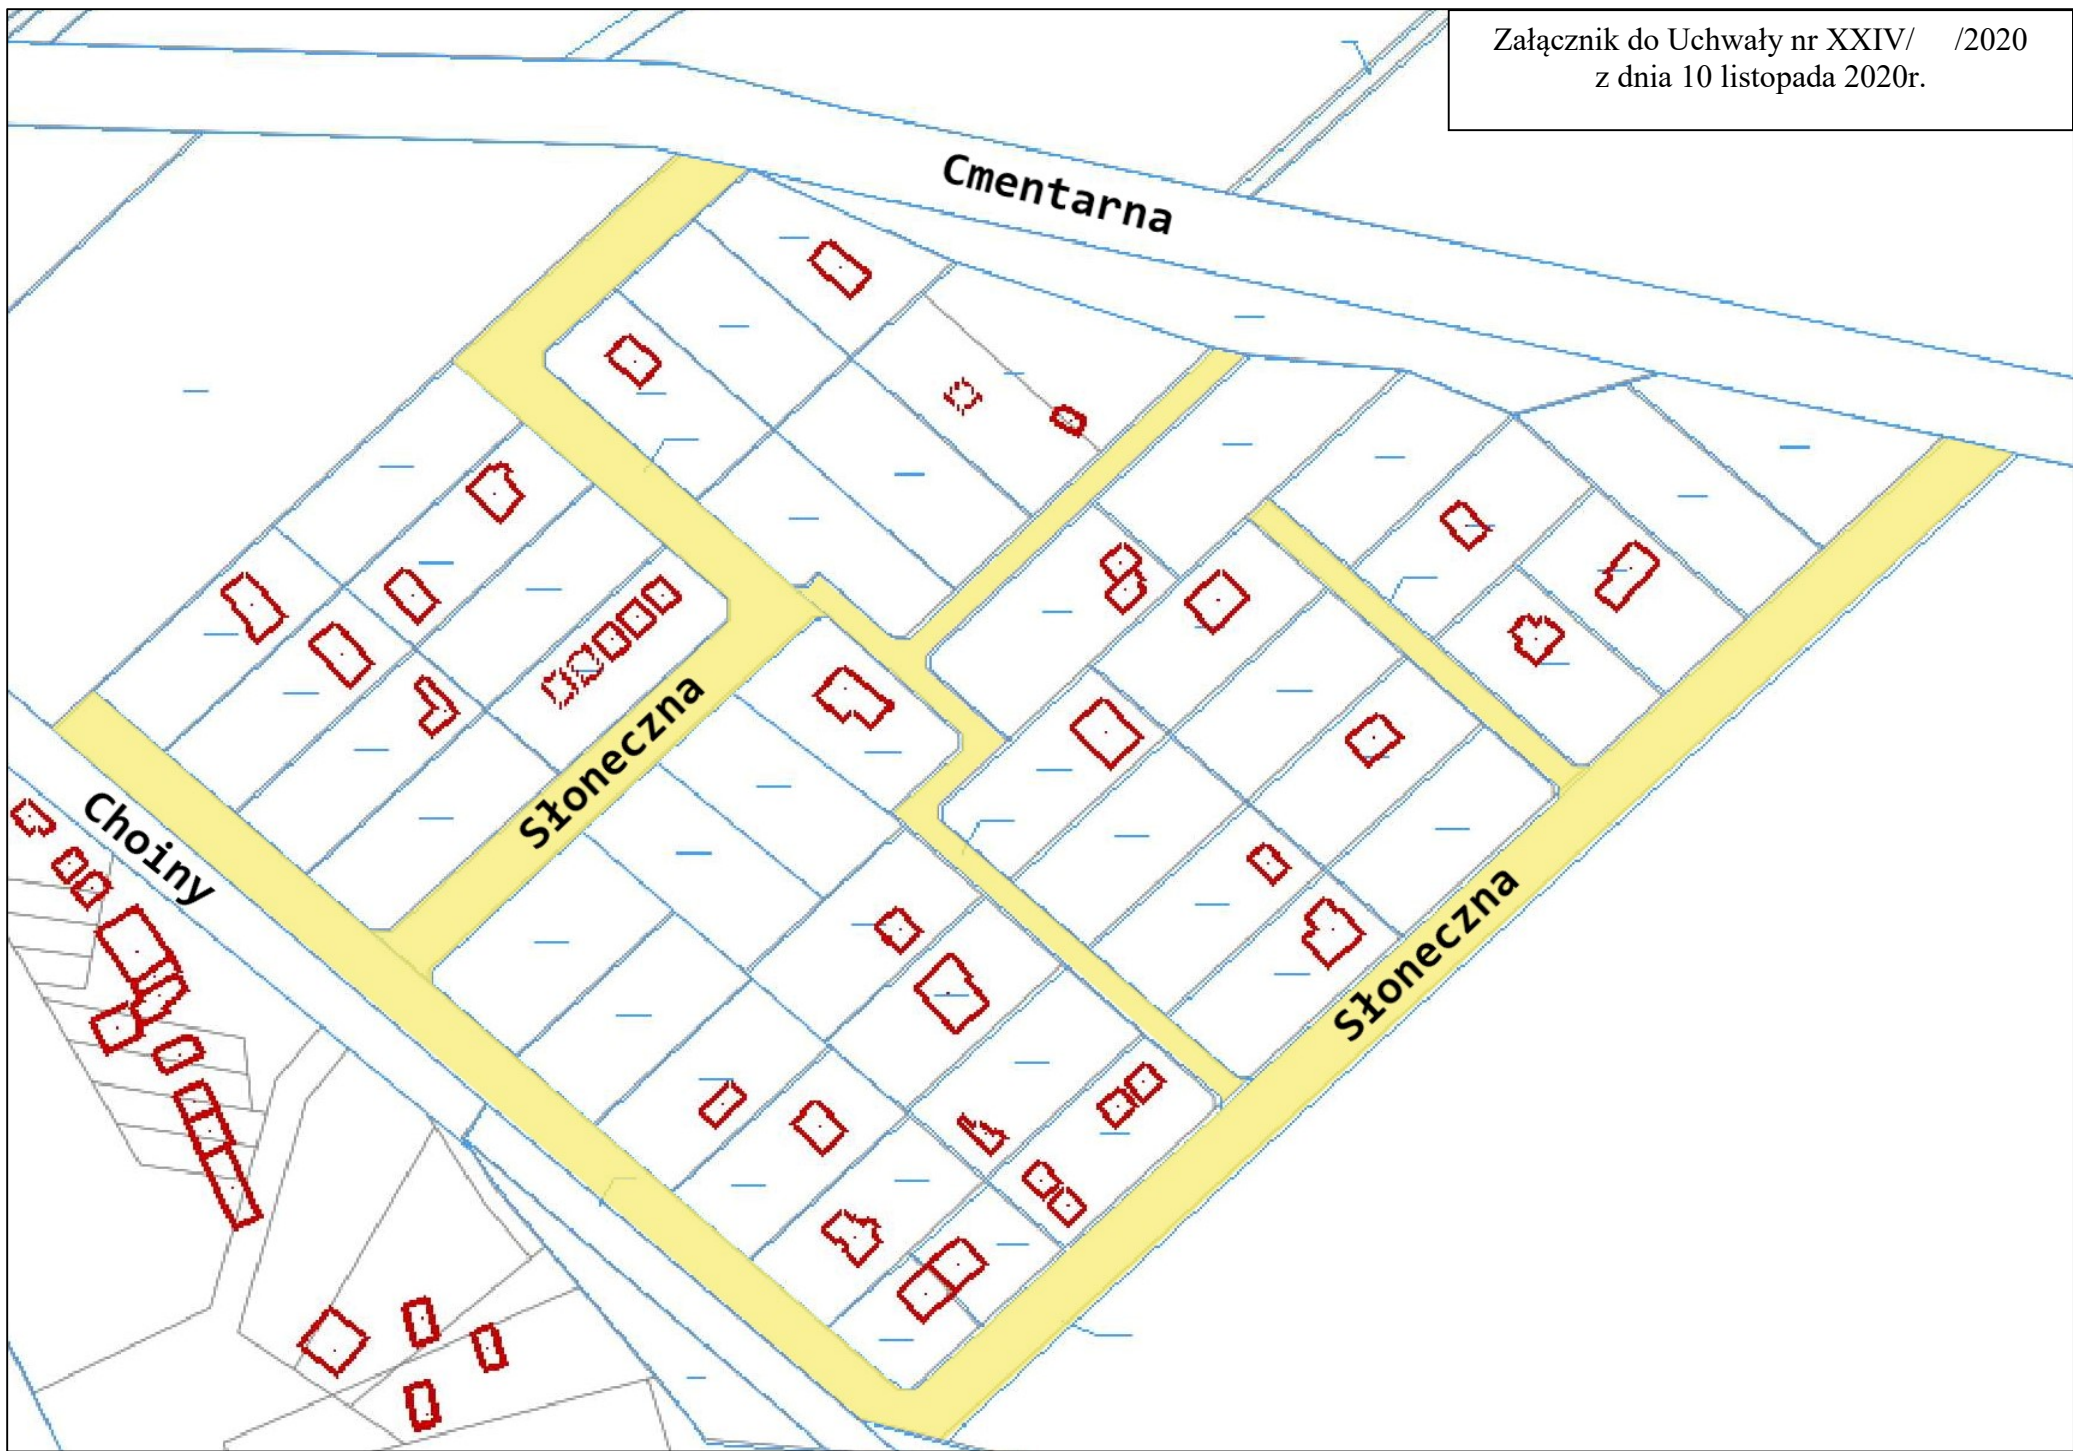 Załącznik do Uchwały nr XXIV/ /2020
z dnia 10 listopada 2020r.
Cmentarna
Słoneczna
Choiny
Słoneczna